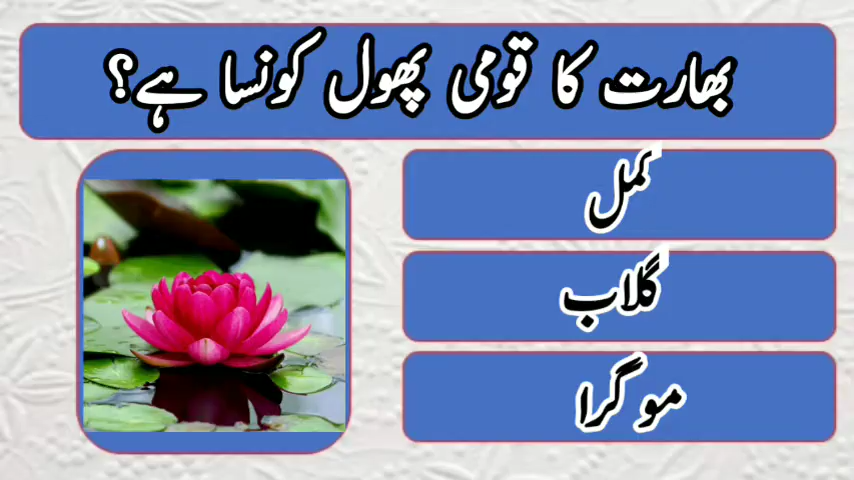 بھارت کا قومی پھول کونسا ہے؟
کمل
گلاب
موگرا